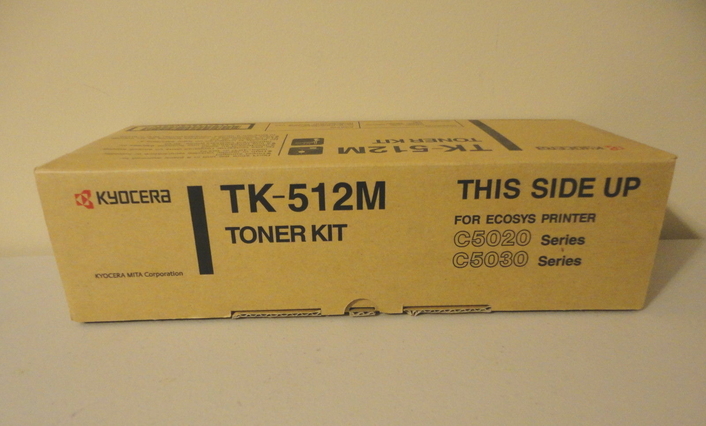 TK-512M
TONER KIT
KYOCERA
KYOCERA
TK-512M
TONER KIT
THIS SIDE UP
FOR ECOSYS PRINTER
C5020 Series
C5030 Series
KYOCERA MITA Corporation